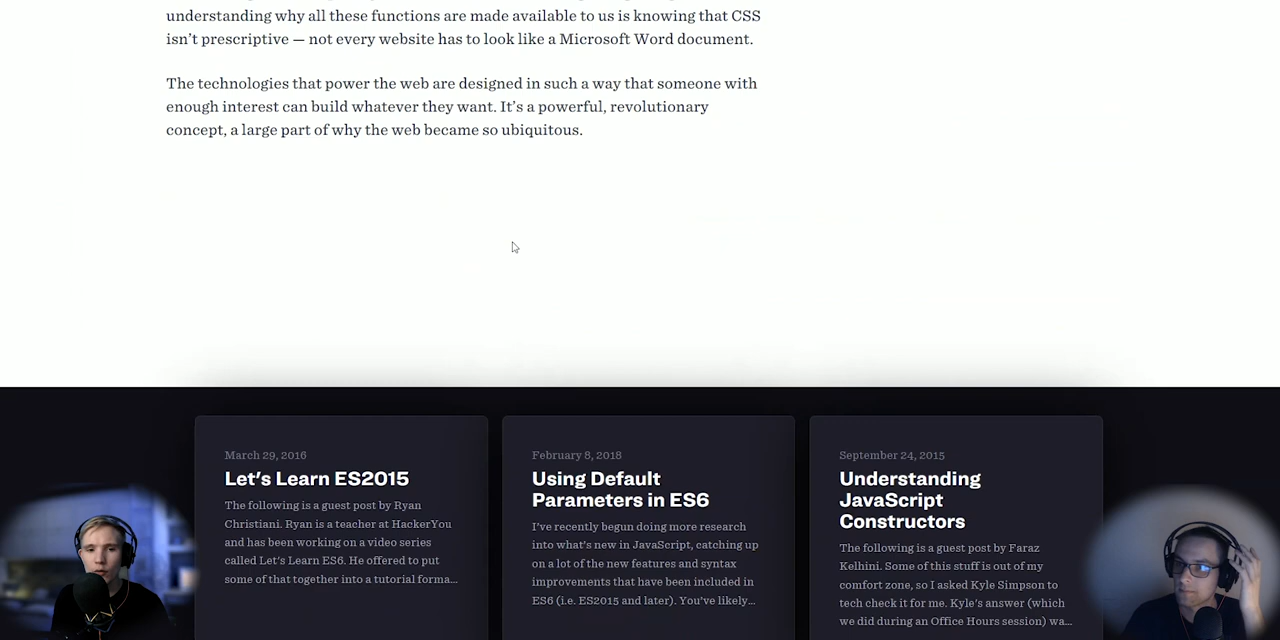 understanding why all these functions are made available to us is knowing that CSS
isn’t prescriptive — not every website has to look like a Microsoft Word document.
The technologies that power the web are designed in such a way that someone with
enough interest can build whatever they want. It’s a powerful, revolutionary
concept, a large part of why the web became so ubiquitous.
March 29, 2016
Let’s Learn ES2015
The following is a guest post by Ryan
Christiani. Ryan is a teacher at HackerYou
and has been working on a video series
called Let’s Learn ES6. He offered to put
some of that together into a tutorial forma...
February 8, 2018
Using Default
Parameters in ES6
I’ve recently begun doing more research
into what’s new in JavaScript, catching up
on a lot of the new features and syntax
improvements that have been included in
ES6 (i.e. ES2015 and later). You’ve likely...
September 24, 2015
Understanding
JavaScript
Constructors
The following is a guest post by Faraz
Kelhini. Some of this stuff is out of my
comfort zone, so I asked Kyle Simpson to
tech check it for me. Kyle’s answer (which
we did during an Office Hours session) wa...